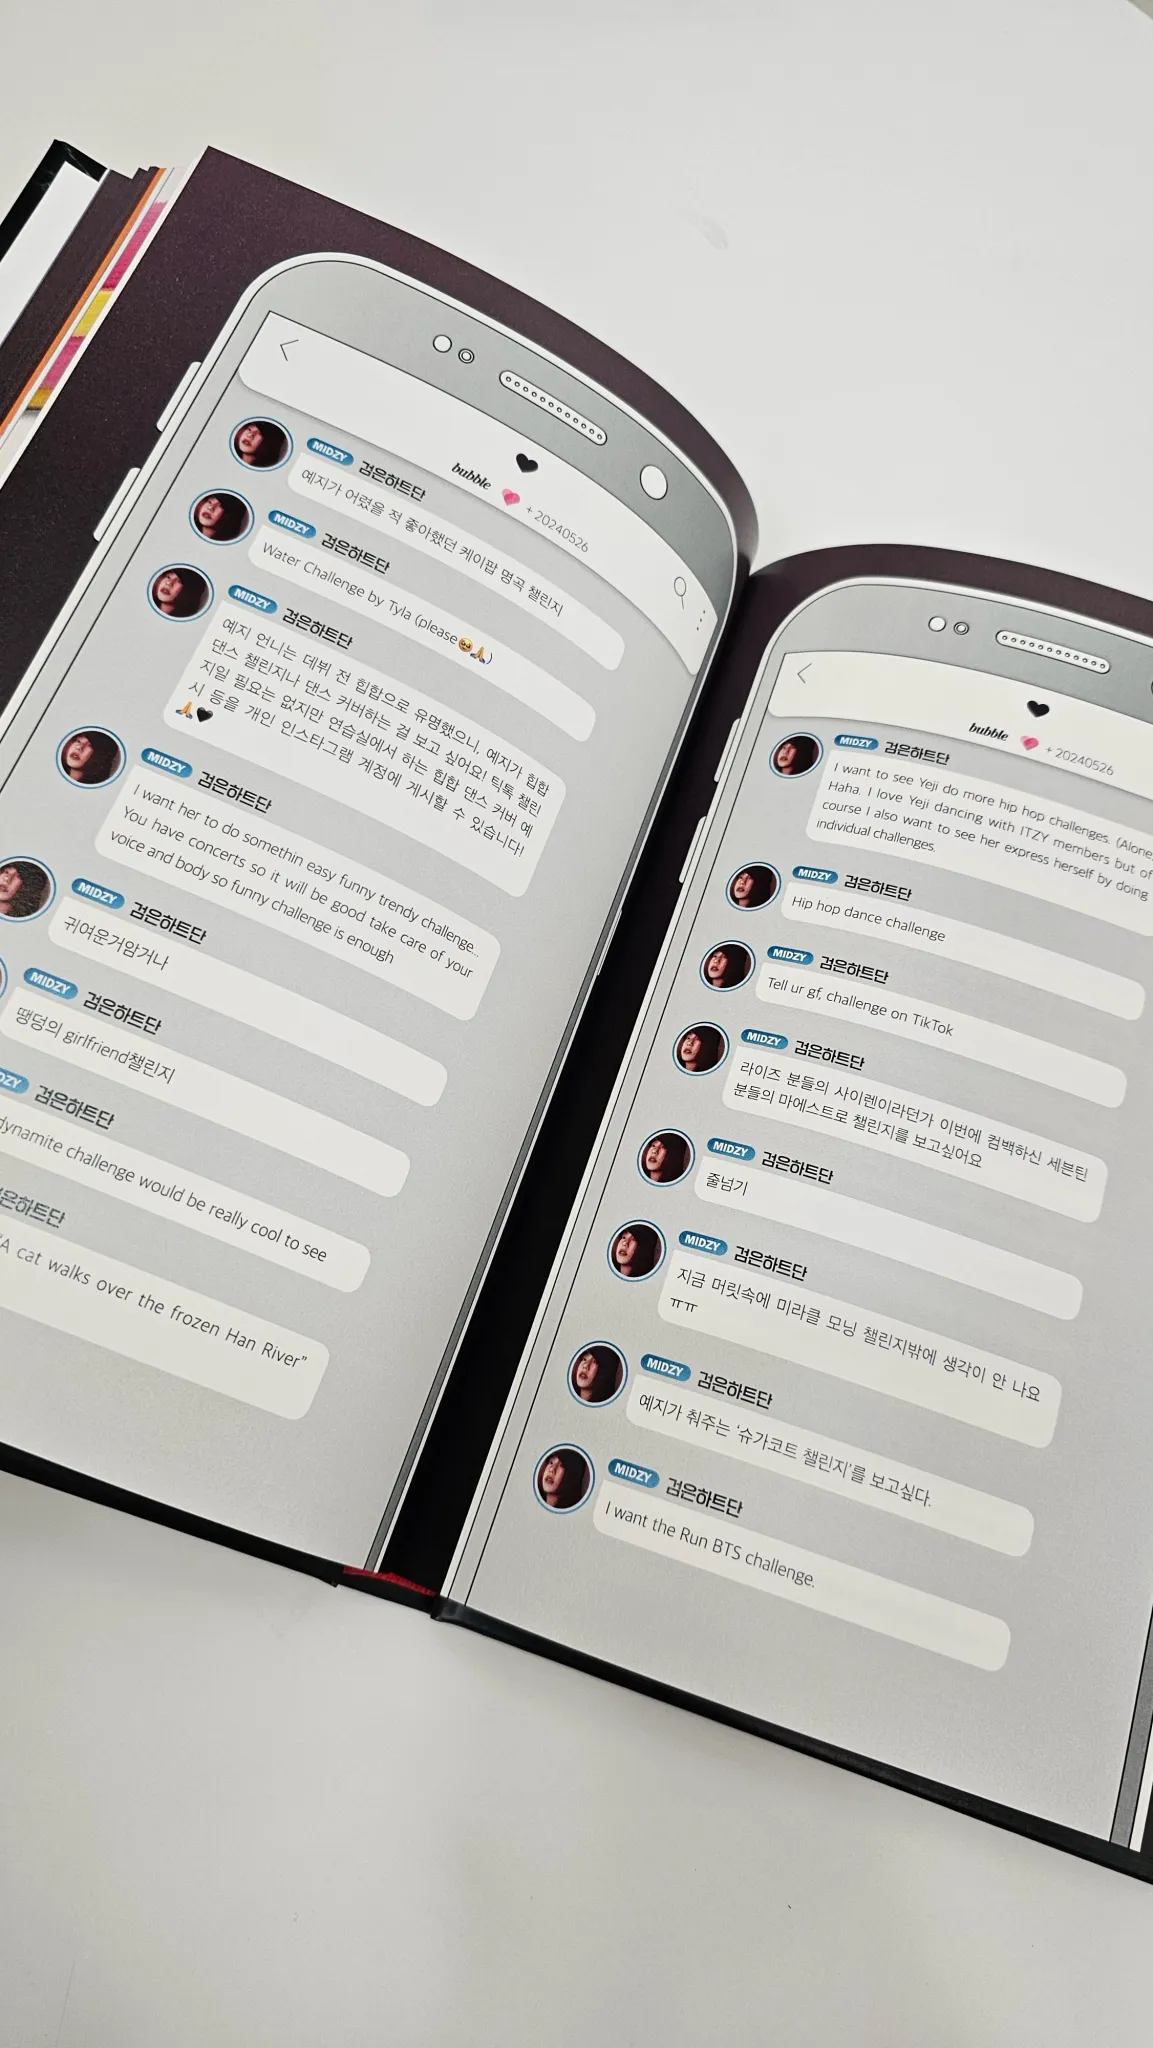 bubble + 20240526
MIDZY 검은하트단
예지가 어렸을 적 좋아했던 케이팝 명곡 챌린지
MIDZY 검은하트단
Water Challenge by Tyla (please🥺🙏)
MIDZY 검은하트단
예지 언니는 데뷔 전 힙합으로 유명했으니, 예지가 힙합
댄스 챌린지나 댄스 커버하는 걸 보고 싶어요! 틱톡 챌린
지일 필요는 없지만 연습실에서 하는 힙합 댄스 커버 예
시 등을 개인 인스타그램 계정에 게시할 수 있습니다!
🙏🖤
MIDZY 검은하트단
I want her to do somethin easy funny trendy challenge...
You have concerts so it will be good take care of your
voice and body so funny challenge is enough
MIDZY 검은하트단
귀여운거암거나
MIDZY 검은하트단
땡덩의 girlfriend챌린지
검은하트단
dynamite challenge would be really cool to see
검은하트단
"A cat walks over the frozen Han River"
bubble + 20240526
MIDZY 검은하트단
I want to see Yeji do more hip hop challenges. (Alone,
Haha. I love Yeji dancing with ITZY members but of
course I also want to see her express herself by doing
individual challenges.
MIDZY 검은하트단
Hip hop dance challenge
MIDZY 검은하트단
Tell ur gf, challenge on TikTok
MIDZY 검은하트단
라이즈 분들의 사이렌이라던가 이번에 컴백하신 세븐틴
분들의 마에스트로 챌린지를 보고싶어요
MIDZY 검은하트단
줄넘기
MIDZY 검은하트단
지금 머릿속에 미라클 모닝 챌린지밖에 생각이 안 나요
ㅠㅠ
MIDZY 검은하트단
예지가 춰주는 '슈가코트 챌린지'를 보고싶다.
MIDZY 검은하트단
I want the Run BTS challenge.